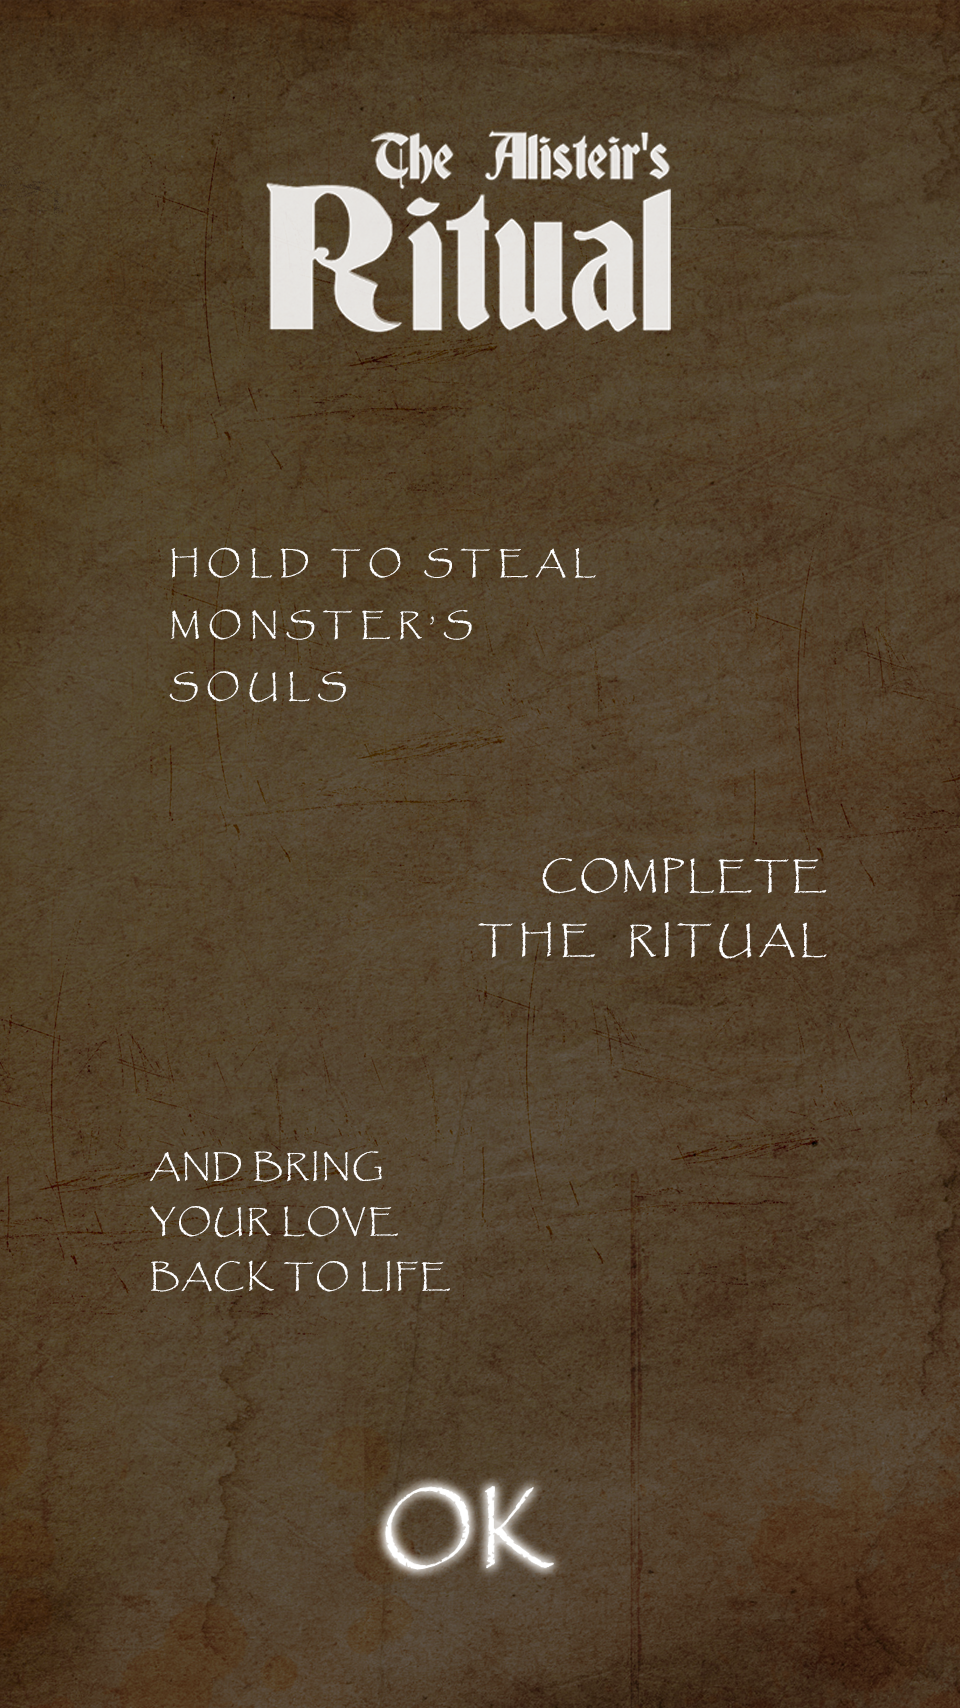 The Alisteir's
Ritual
HOLD TO STEAL
MONSTER'S
SOULS
COMPLETE
THE RITUAL
AND BRING
YOUR LOVE
BACK TO LIFE
OK